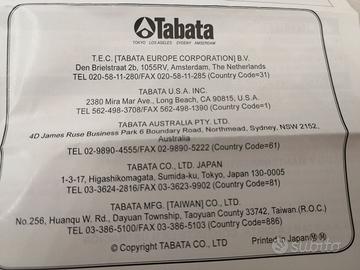 Tabata
TOKYO LOS ANGELES SYDNEY AMSTERDAM
T.E.C. [TABATA EUROPE CORPORATION] B.V.
Den Brielstraat 2b, 1055RV, Amsterdam, The Netherlands
TEL 020-58-11-280/FAX 020-58-11-285 (Country Code=31)
TABATA U.S.A. INC.
2380 Mira Mar Ave., Long Beach, CA 90815, U.S.A.
TEL 562-498-3708/FAX 562-498-1390 (Country Code=1)
TABATA AUSTRALIA PTY. LTD.
4D James Ruse Business Park 6 Boundary Road, Northmead, Sydney, NSW 2152,
Australia
TEL 02-9890-4555/FAX 02-9890-5222 (Country Code=61)
TABATA CO., LTD. JAPAN
1-3-17, Higashikomagata, Sumida-ku, Tokyo, Japan 130-0005
TEL 03-3624-2816/FAX 03-3623-9902 (Country Code=81)
TABATA MFG. [TAIWAN] CO., LTD.
No.256, Huanqu W. Rd., Dayuan Township, Taoyuan County 33742, Taiwan.(R.O.C.)
TEL 03-386-5100/FAX 03-386-5103 (Country Code=886)
© Copyright TABATA CO., LTD
Printed in Japan
subito